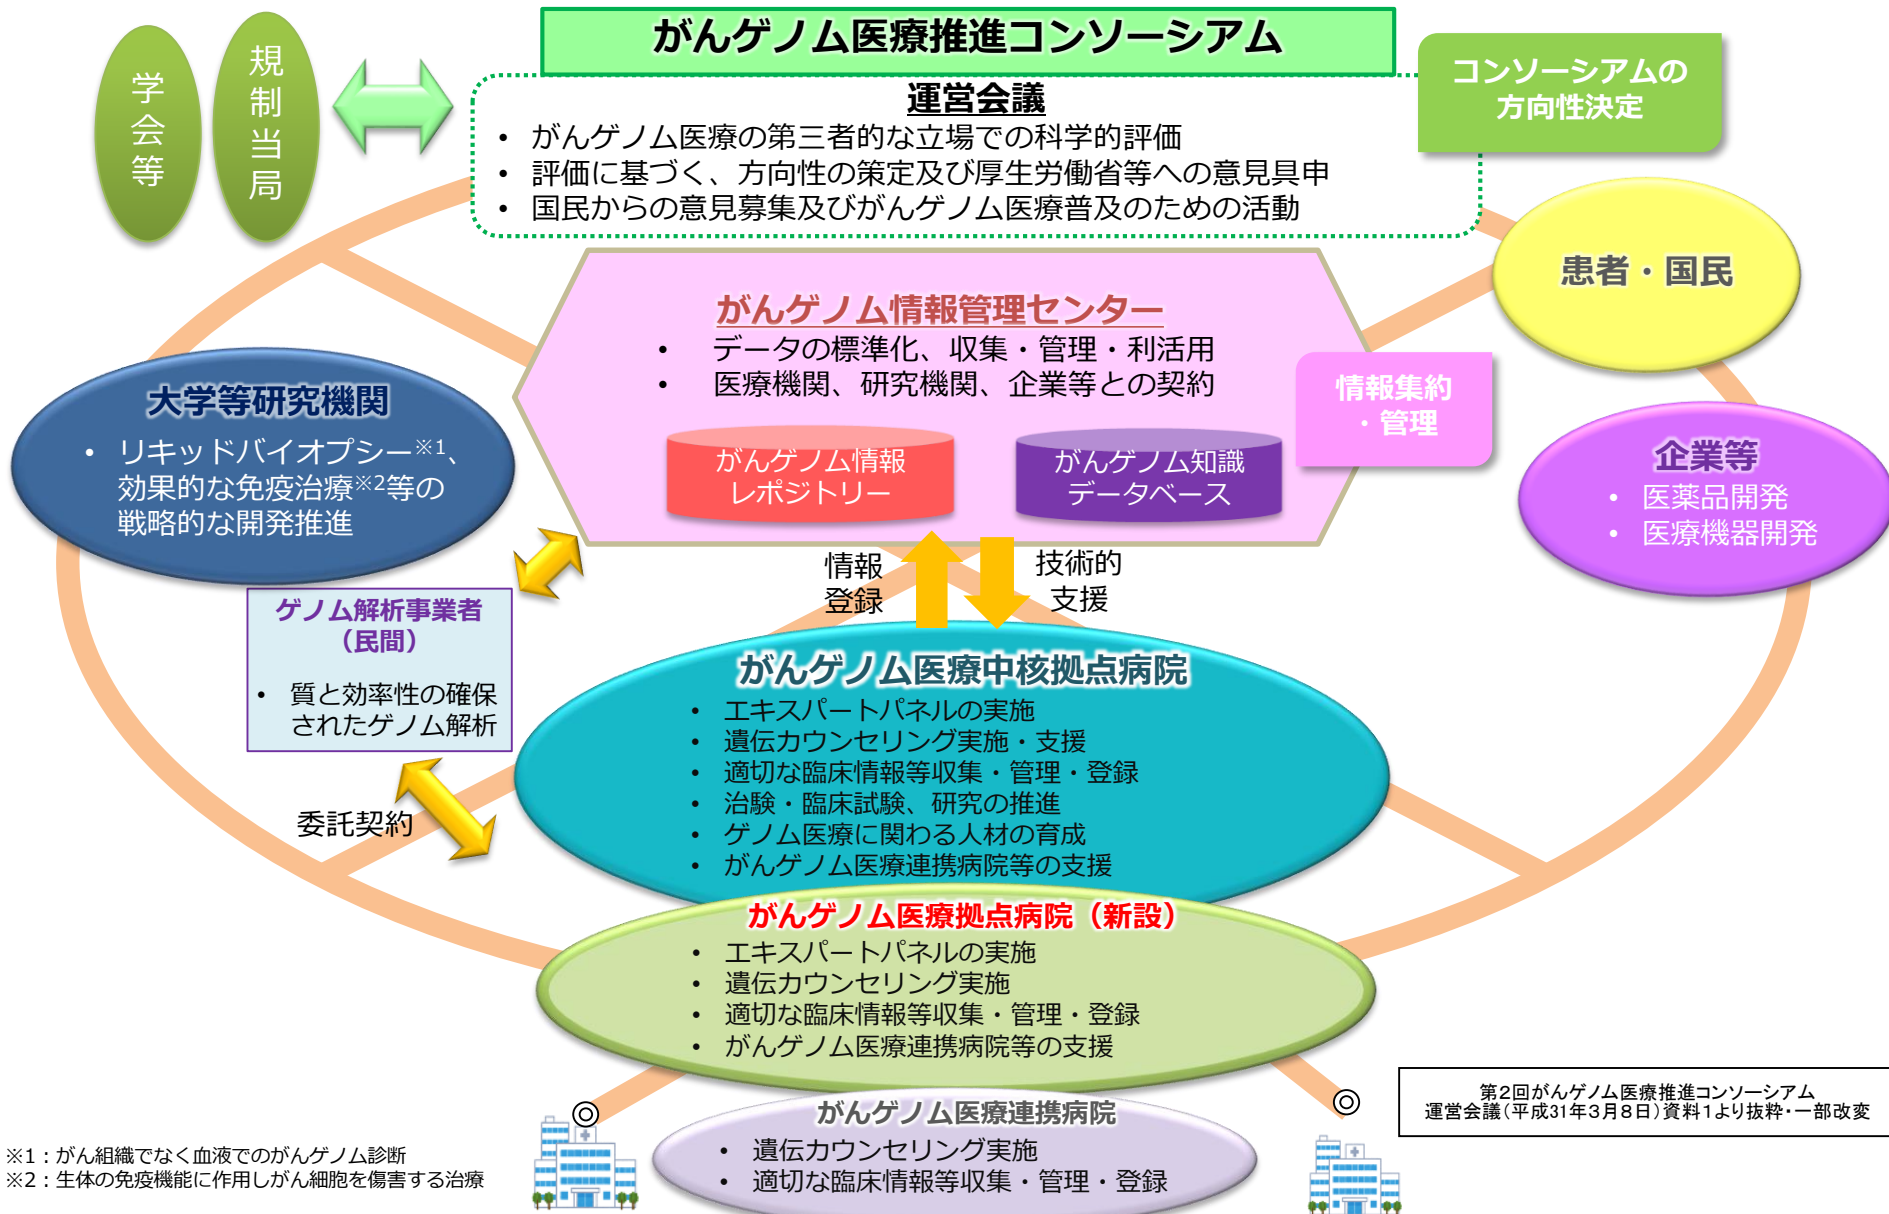 がんゲノム医療推進コンソーシアム
学会等
規制当局
運営会議
• がんゲノム医療の第三者的な立場での科学的評価
• 評価に基づく、方向性の策定及び厚生労働省等への意見具申
• 国民からの意見募集及びがんゲノム医療普及のための活動
コンソーシアムの
方向性決定
患者・国民
がんゲノム情報管理センター
• データの標準化、収集・管理・利活用
• 医療機関、研究機関、企業等との契約
がんゲノム情報
レポジトリー
がんゲノム知識
データベース
情報集約
・管理
大学等研究機関
• リキッドバイオプシー※1、
効果的な免疫治療※2等の
戦略的な開発推進
企業等
• 医薬品開発
• 医療機器開発
情報
登録
技術的
支援
ゲノム解析事業者
（民間）
• 質と効率性の確保
されたゲノム解析
委託契約
がんゲノム医療中核拠点病院
• エキスパートパネルの実施
• 遺伝カウンセリング実施・支援
• 適切な臨床情報等収集・管理・登録
• 治験・臨床試験、研究の推進
• ゲノム医療に関わる人材の育成
• がんゲノム医療連携病院等の支援
がんゲノム医療拠点病院（新設）
• エキスパートパネルの実施
• 遺伝カウンセリング実施
• 適切な臨床情報等収集・管理・登録
• がんゲノム医療連携病院等の支援
がんゲノム医療連携病院
• 遺伝カウンセリング実施
• 適切な臨床情報等収集・管理・登録
第２回がんゲノム医療推進コンソーシアム
運営会議（平成31年３月８日）資料１より抜粋・一部改変
※1：がん組織でなく血液でのがんゲノム診断
※2：生体の免疫機能に作用しがん細胞を傷害する治療